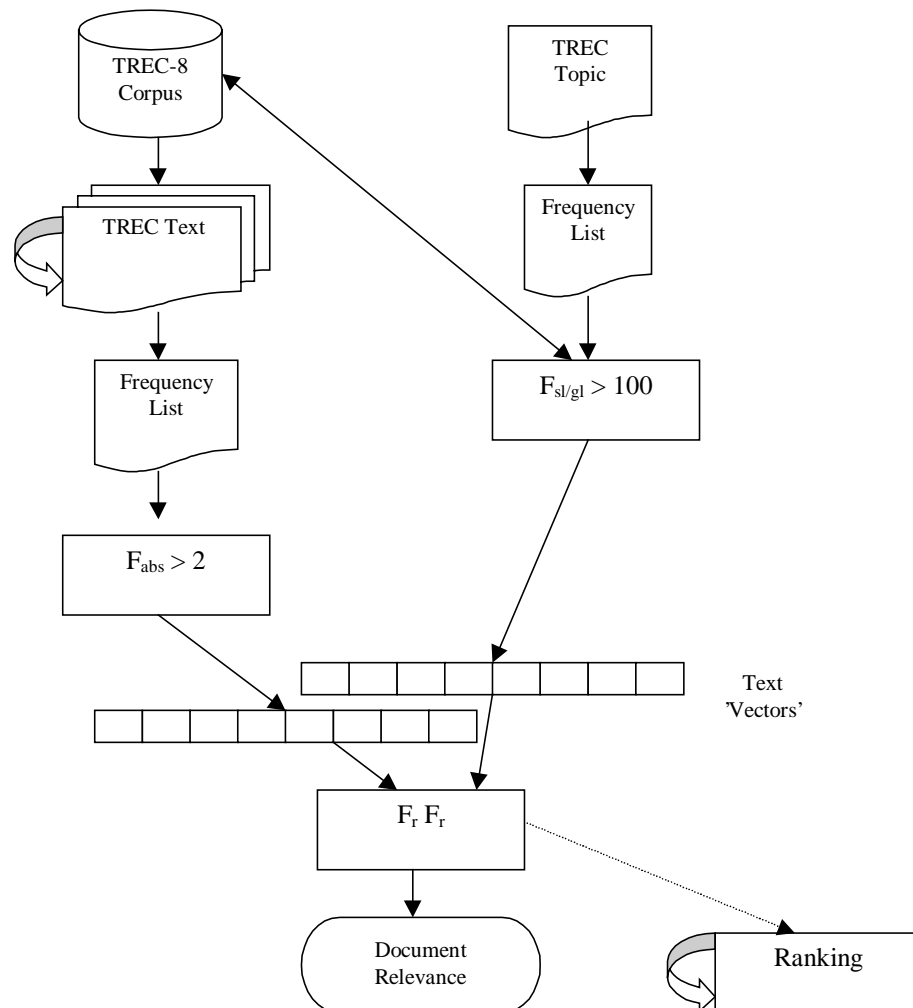 TREC-8
Corpus
TREC
Topic
TREC Text
Frequency
List
Frequency
List
F_sl/gl > 100
F_abs > 2
Text
'Vectors'
F_r F_r
Document
Relevance
Ranking